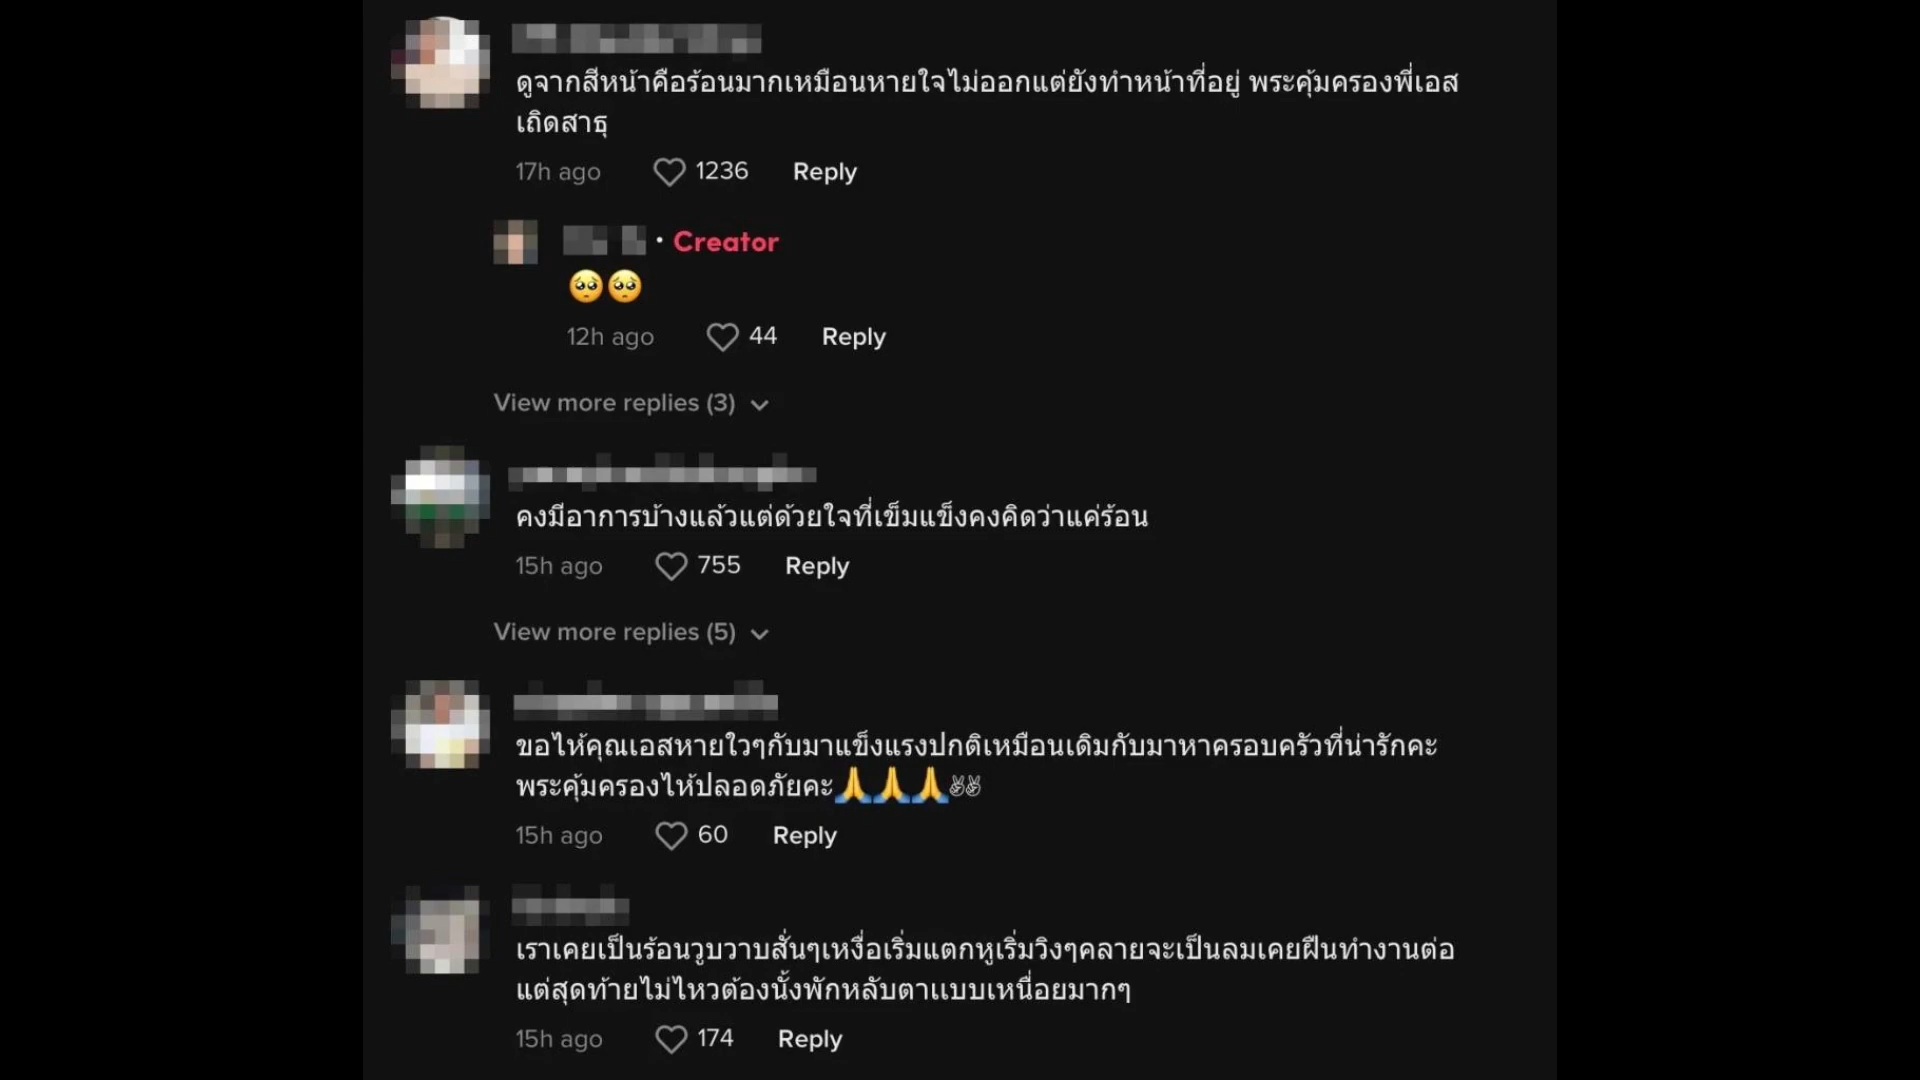 ดูจากสีหน้าคือร้อนมากเหมือนหายใจไม่ออกแต่ยังทำหน้าที่อยู่ พระคุ้มครองพี่เอส
เถิดสาธุ
17h ago 1236 Reply
· Creator
🥺🥺
12h ago 44 Reply
View more replies (3)
คงมีอาการบ้างแล้วแต่ด้วยใจที่เข็มแข็งคงคิดว่าแค่ร้อน
15h ago 755 Reply
View more replies (5)
ขอไห้คุณเอสหายใวๆกับมาแข็งแรงปกติเหมือนเดิมกับมาหาครอบครัวที่น่ารักคะ
พระคุ้มครองไห้ปลอดภัยคะ🙏🙏🙏✌✌
15h ago 60 Reply
เราเคยเป็นร้อนวูบวาบสั่นๆเหงื่อเริ่มแตกหูเริ่มวิงๆคลายจะเป็นลมเคยฝืนทำงานต่อ
แต่สุดท้ายไม่ไหวต้องนั้งพักหลับตาแบบเหนื่อยมากๆ
15h ago 174 Reply